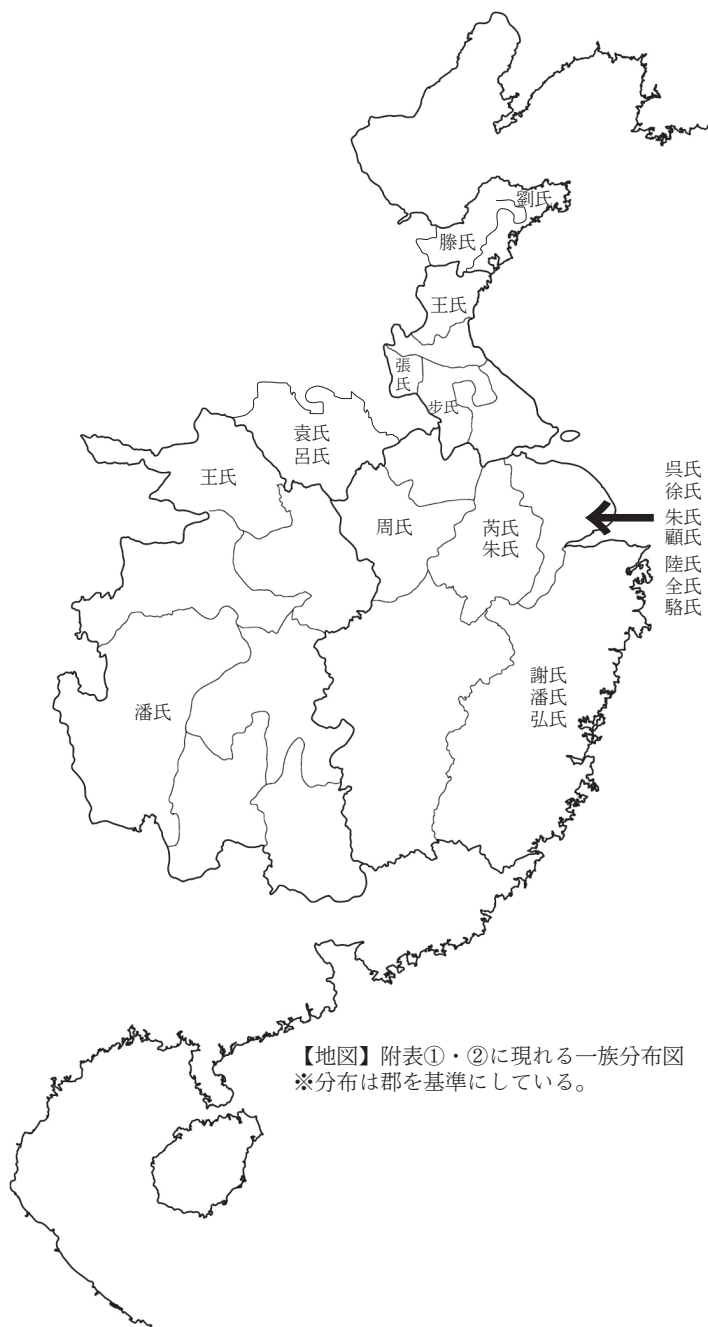 劉氏
滕氏
王氏
張氏
步氏
袁氏
呂氏
王氏
周氏
芮氏
朱氏
呉氏
徐氏
朱氏
顧氏
陸氏
全氏
駱氏
謝氏
潘氏
弘氏
潘氏
【地図】附表①・②に現れる一族分布図
※分布は郡を基準にしている。